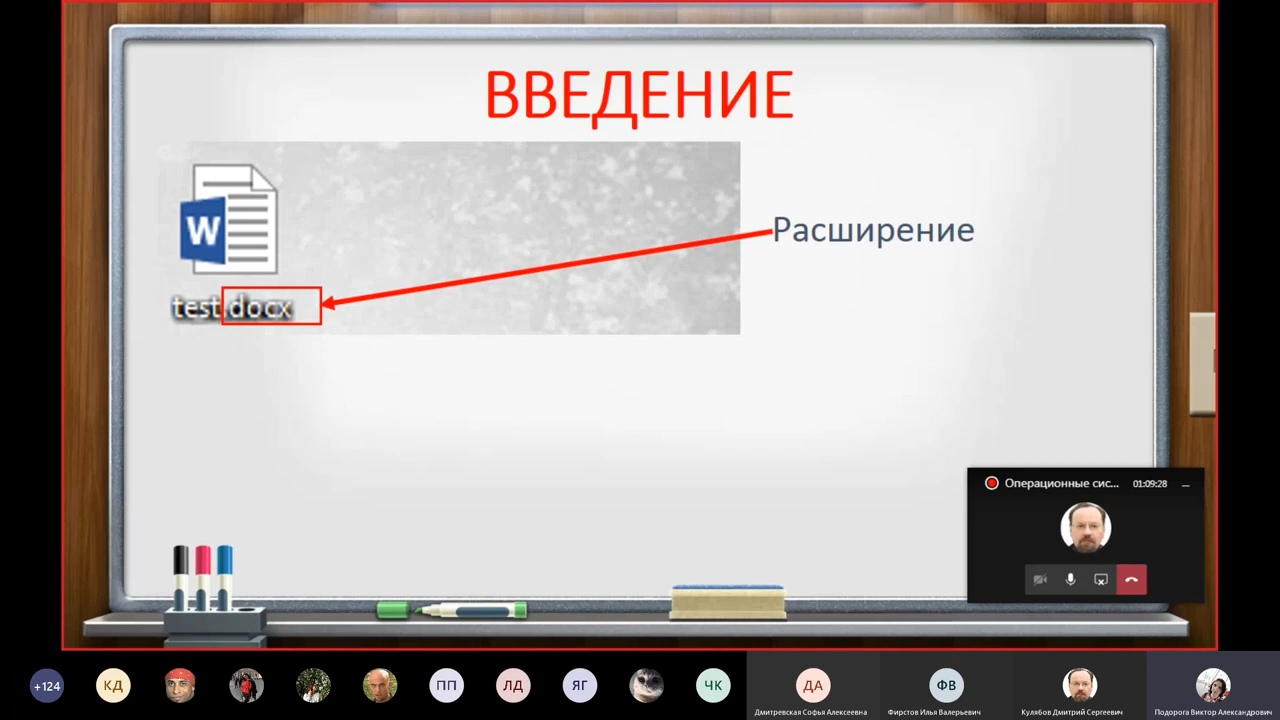 ВВЕДЕНИЕ
W
Расширение
test.docx
Операционные сис... 01:09:28
+124 КД ПП ЛД ЯГ ЧК ДА ФВ
Дмитревская Софья Алексеевна Фирстов Илья Валерьевич Кулябов Дмитрий Сергеевич Подорога Виктор Александрович